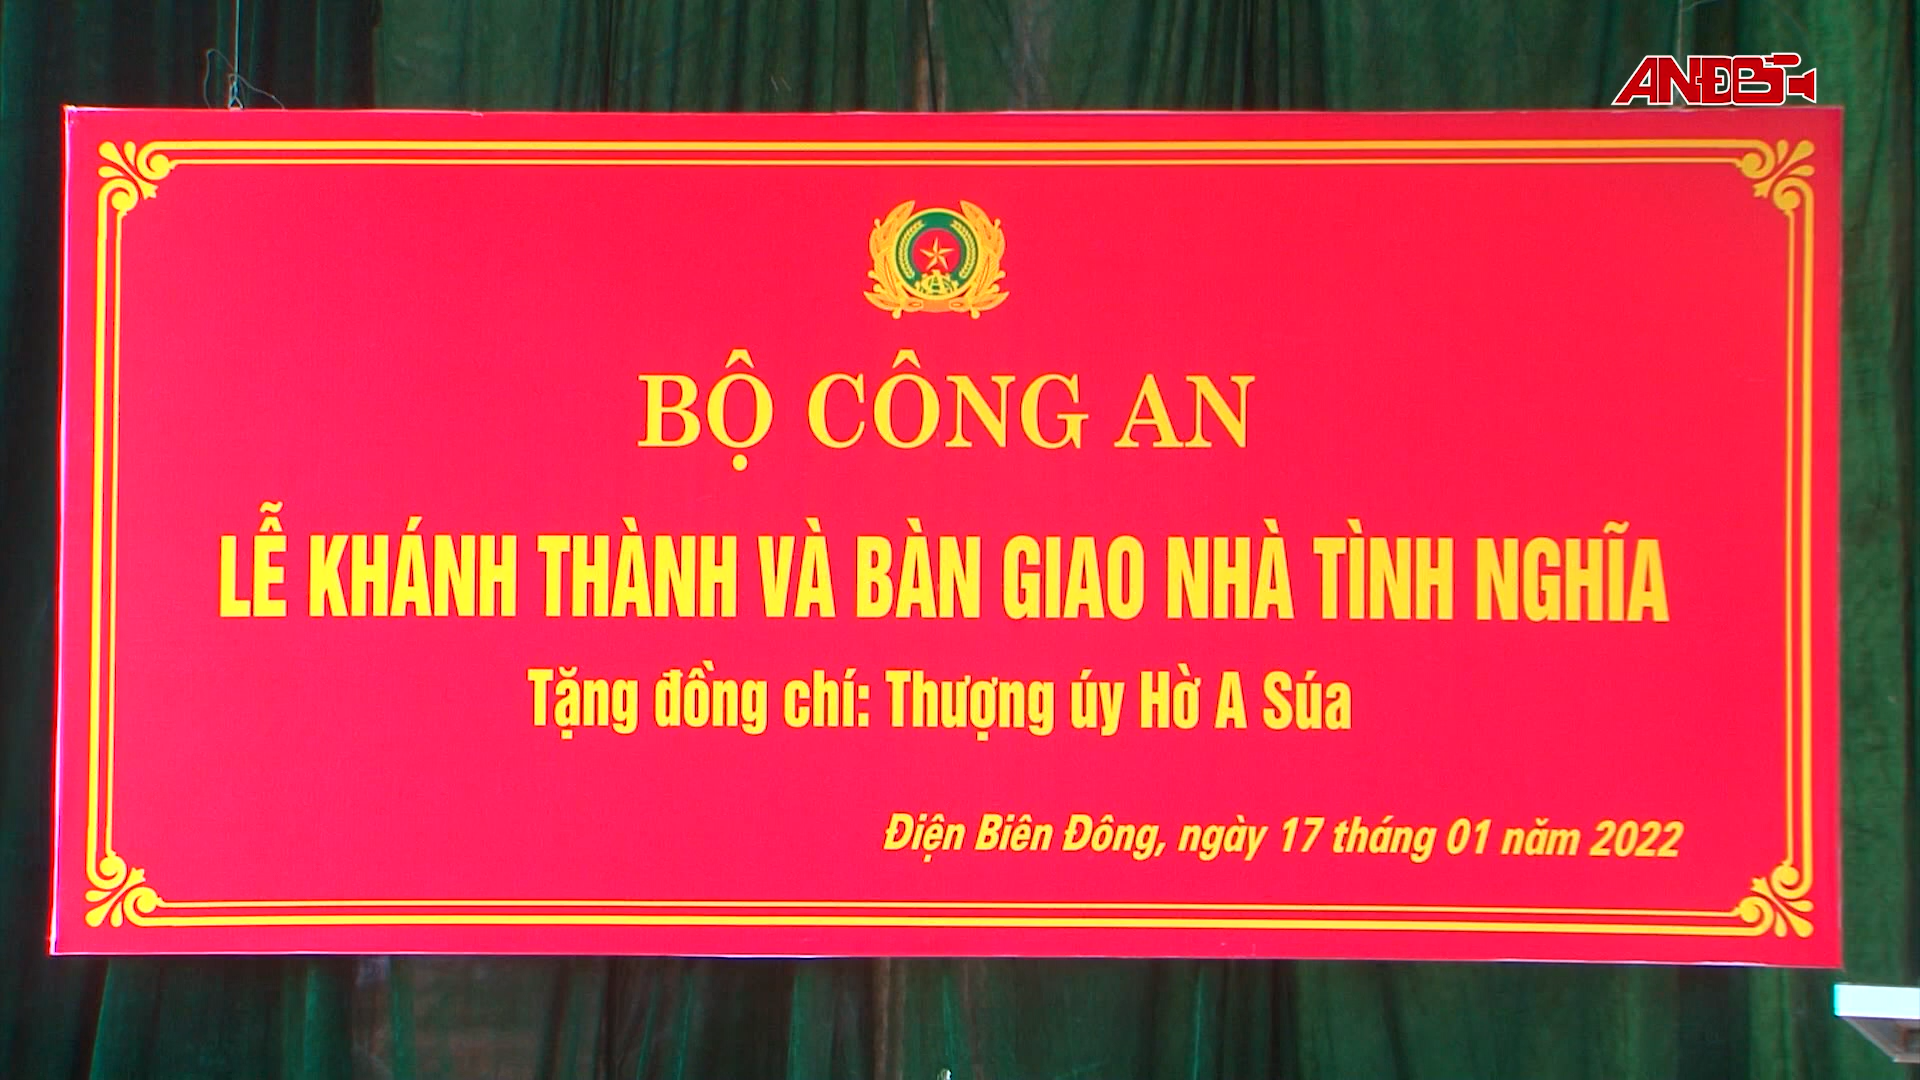 ANĐB
BỘ CÔNG AN
LỄ KHÁNH THÀNH VÀ BÀN GIAO NHÀ TÌNH NGHĨA
Tặng đồng chí: Thượng úy Hờ A Súa
Điện Biên Đông, ngày 17 tháng 01 năm 2022